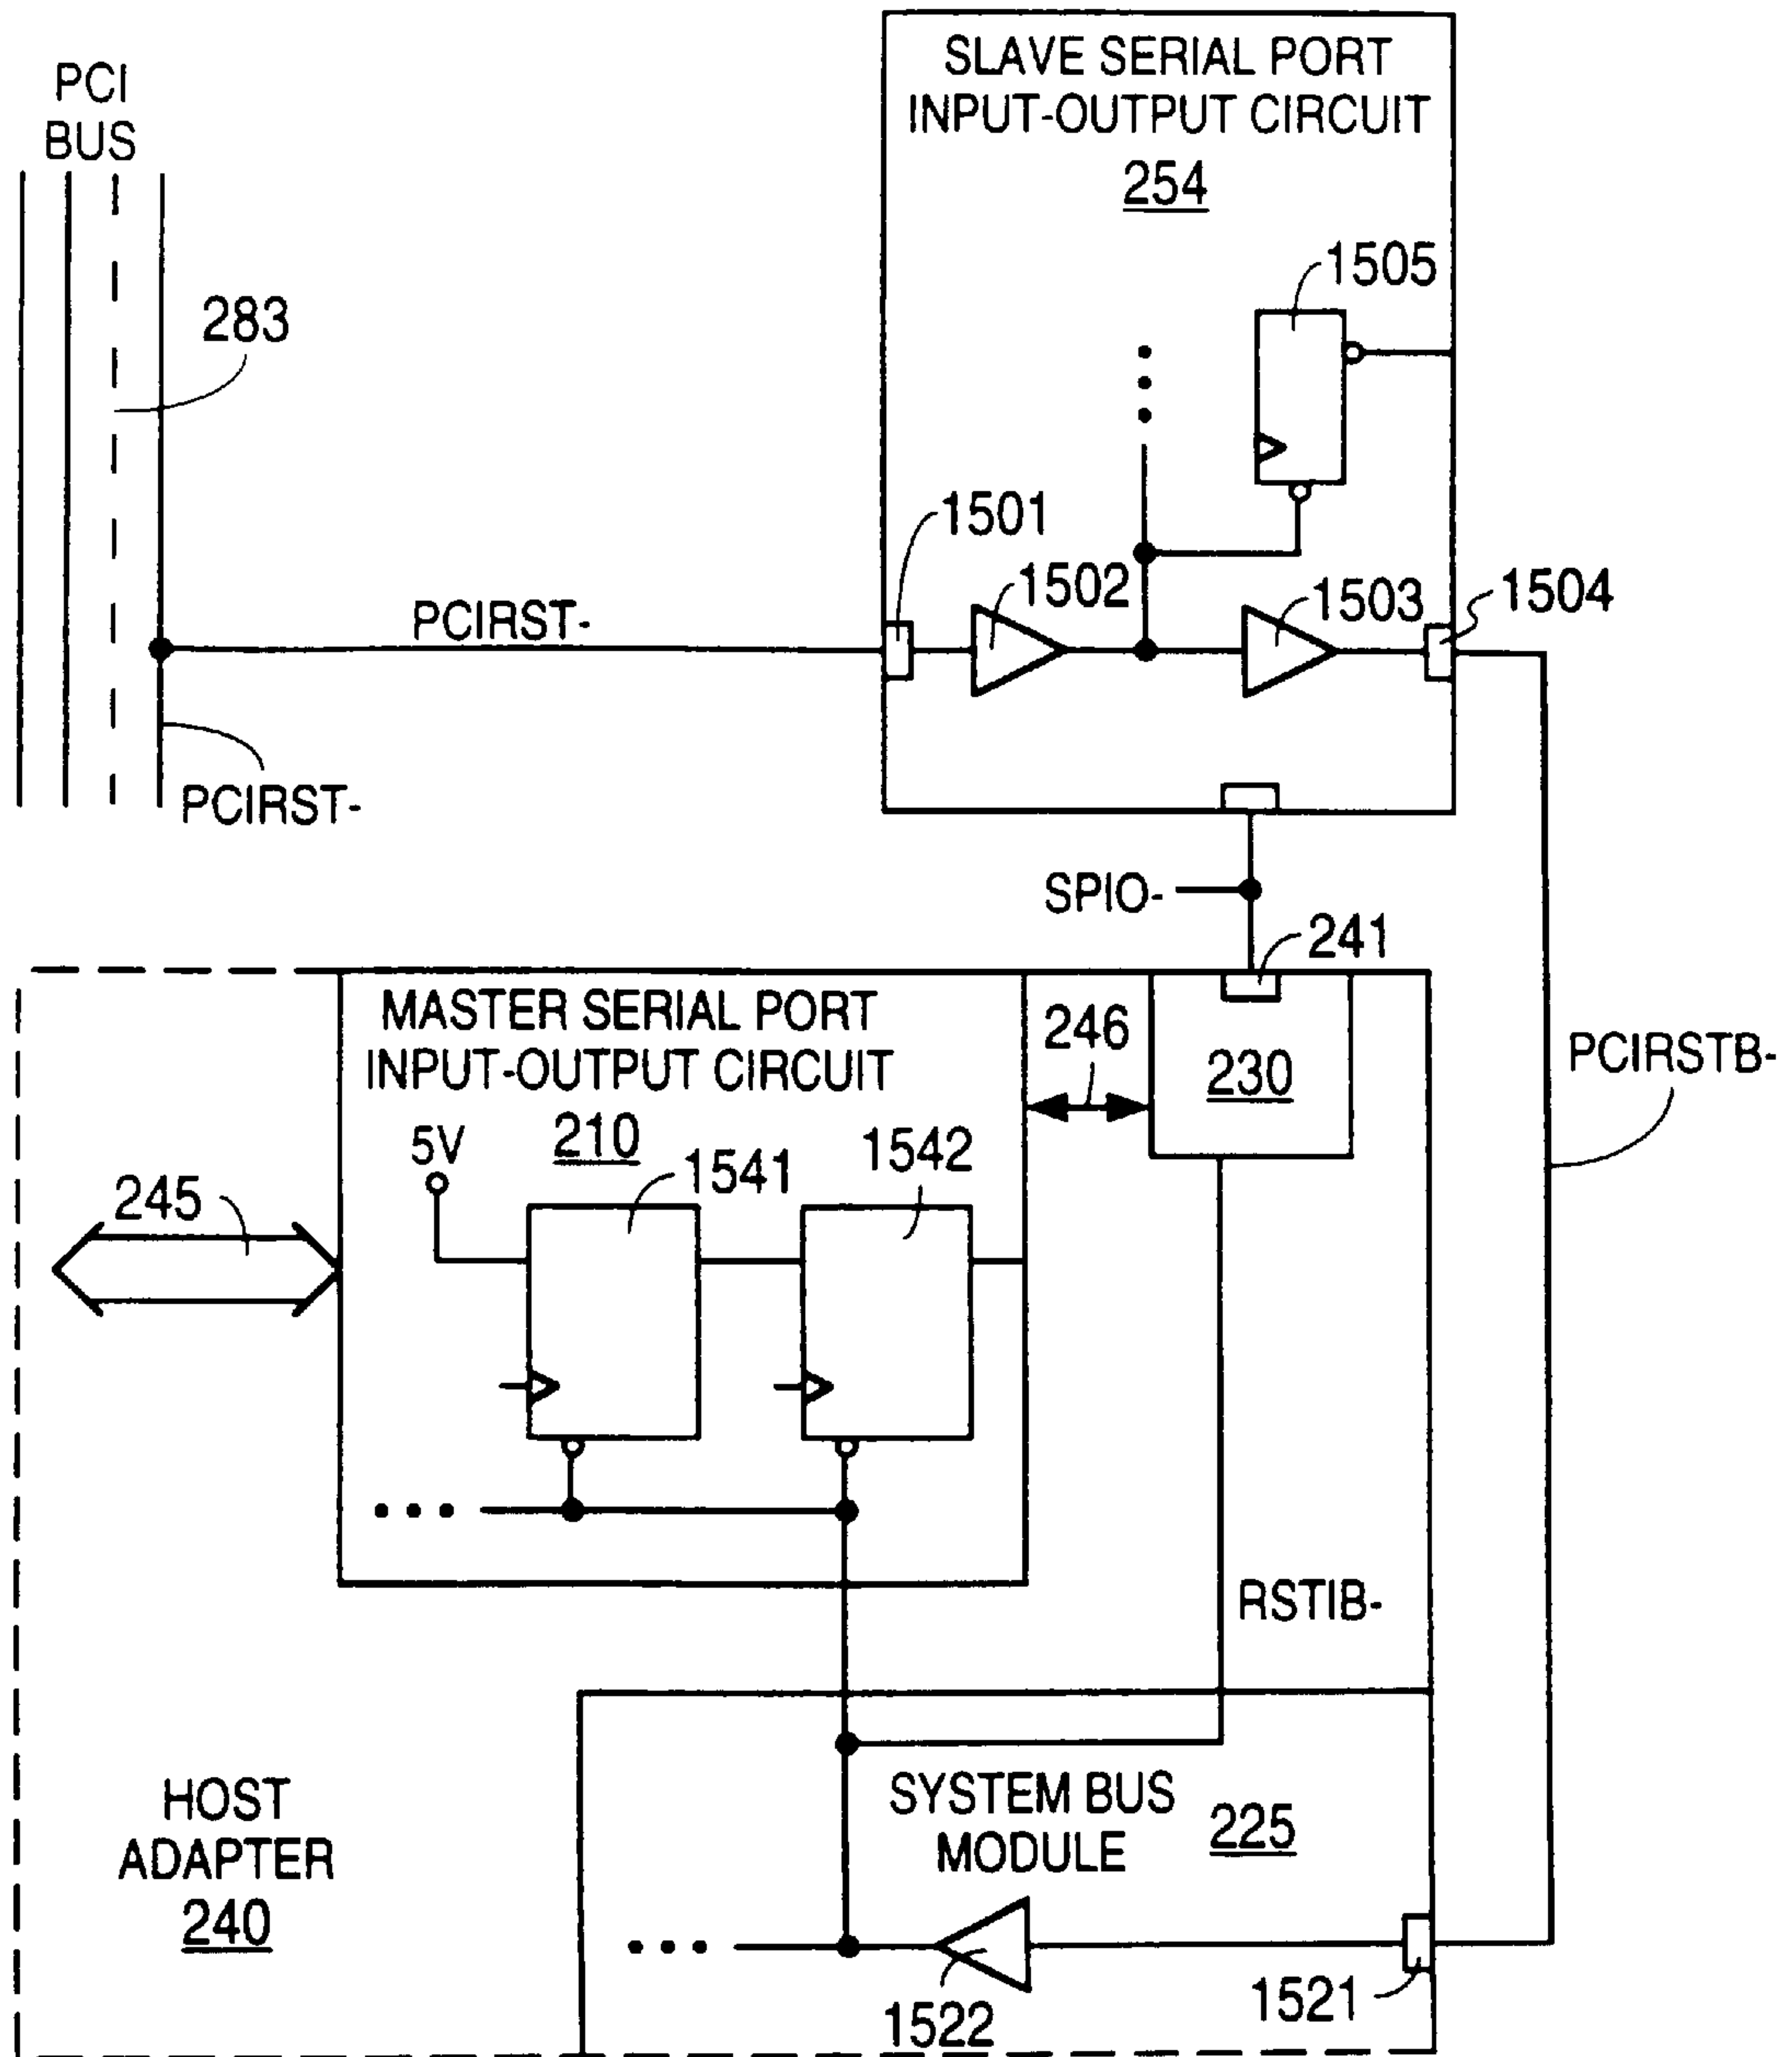 PCI
BUS
283
PCIRST-
PCIRST-
SLAVE SERIAL PORT
INPUT-OUTPUT CIRCUIT
254
1505
1501
1502
1503
1504
SPIO-
241
MASTER SERIAL PORT
INPUT-OUTPUT CIRCUIT
210
246
230
PCIRSTB-
5V
1541
1542
245
RSTIB-
HOST
ADAPTER
240
SYSTEM BUS
MODULE
225
1522
1521